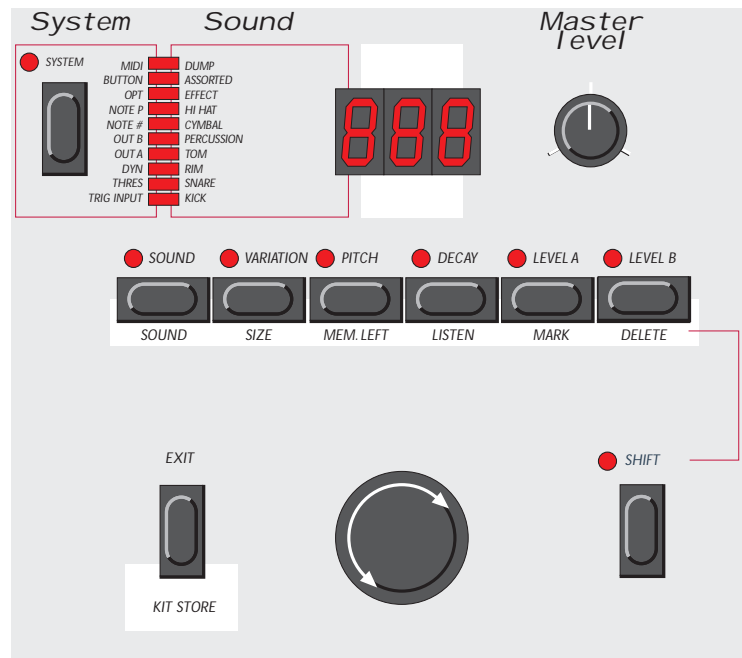 System Sound Master
level
SYSTEM
MIDI DUMP
BUTTON ASSORTED
OPT EFFECT
NOTE P HI HAT
NOTE # CYMBAL
OUT B PERCUSSION
OUT A TOM
DYN RIM
THRES SNARE
TRIG INPUT KICK
888
SOUND VARIATION PITCH DECAY LEVEL A LEVEL B
SOUND SIZE MEM. LEFT LISTEN MARK DELETE
EXIT
SHIFT
KIT STORE